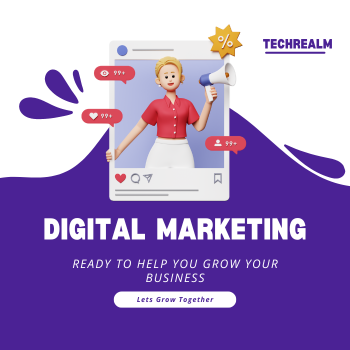 TECHREALM
%
99+
99+
99+
DIGITAL MARKETING
READY TO HELP YOU GROW YOUR
BUSINESS
Lets Grow Together